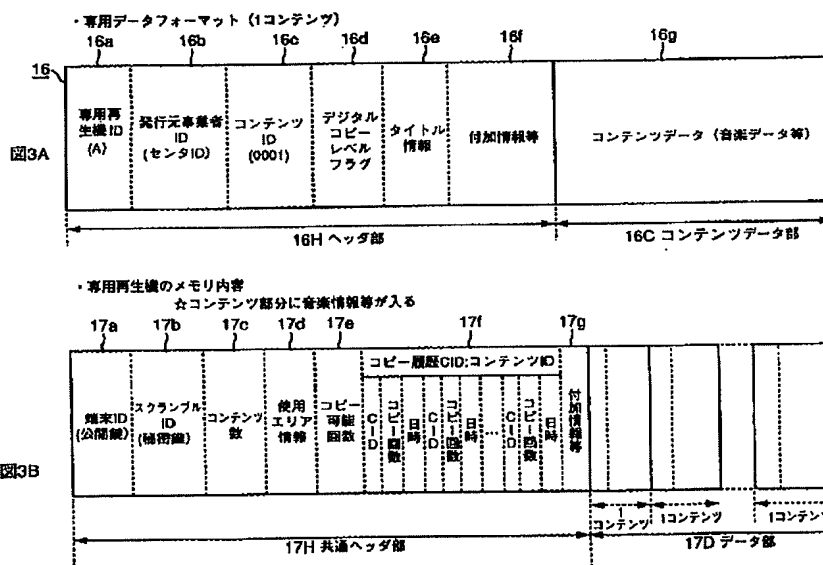 ・専用データフォーマット（1コンテンツ）
16a 16b 16c 16d 16e 16f 16g
16
専用再
生機ID
(A)
発行元事業者
ID
(センタID)
コンテンツ
ID
(0001)
デジタル
コピー
レベル
フラグ
タイトル
情報
付加情報等
コンテンツデータ（音楽データ等）
図3A
16H ヘッダ部
16C コンテンツデータ部
・専用再生機のメモリ内容
☆コンテンツ部分に音楽情報等が入る
17a 17b 17c 17d 17e 17f 17g
コピー履歴CID;コンテンツID
端末ID
(公開鍵)
スクランブル
ID
(秘密鍵)
コンテンツ
数
使用
エリア
情報
コピー
可能
回数
CID
コピー回数
日時
CID
コピー回数
日時
…
CID
コピー回数
日時
付加情報等
図3B
1
コンテンツ
1コンテンツ
1コンテンツ
17H 共通ヘッダ部
17D データ部